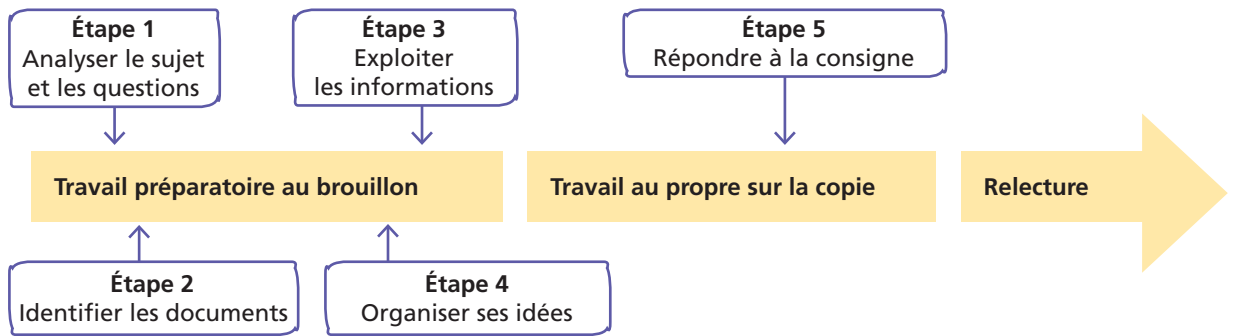 Étape 1
Analyser le sujet
et les questions
Étape 3
Exploiter
les informations
Étape 5
Répondre à la consigne
Travail préparatoire au brouillon
Travail au propre sur la copie
Relecture
Étape 2
Identifier les documents
Étape 4
Organiser ses idées